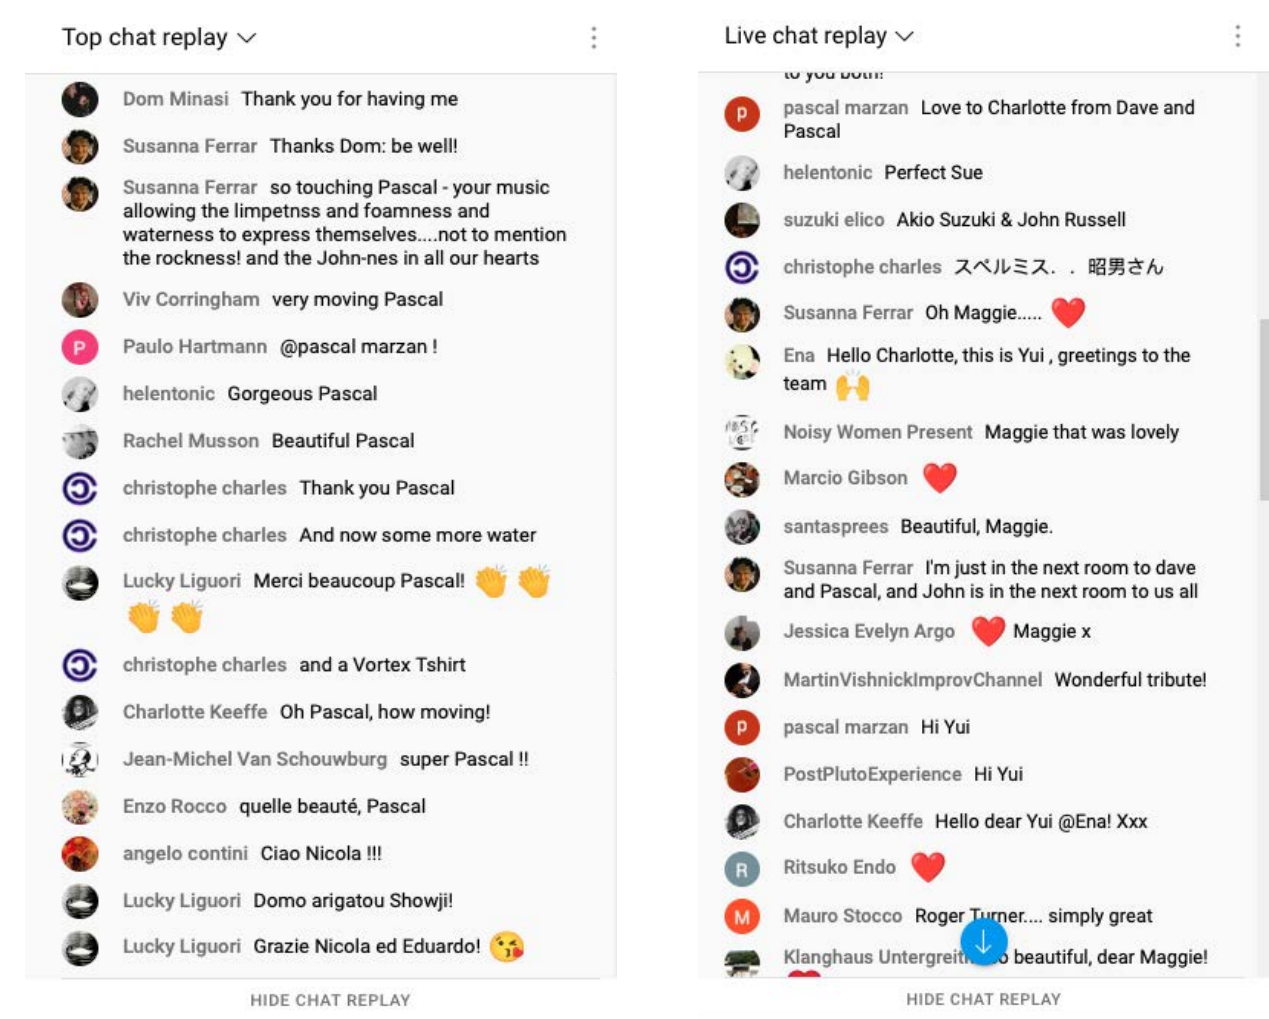 Top chat replay
Dom Minasi Thank you for having me
Susanna Ferrar Thanks Dom: be well!
Susanna Ferrar so touching Pascal - your music
allowing the limpetnss and foamness and
waterness to express themselves....not to mention
the rockness! and the John-nes in all our hearts
Viv Corringham very moving Pascal
P Paulo Hartmann @pascal marzan !
helentonic Gorgeous Pascal
Rachel Musson Beautiful Pascal
christophe charles Thank you Pascal
christophe charles And now some more water
Lucky Liguori Merci beaucoup Pascal! 👏 👏
👏 👏
christophe charles and a Vortex Tshirt
Charlotte Keeffe Oh Pascal, how moving!
Jean-Michel Van Schouwburg super Pascal !!
Enzo Rocco quelle beauté, Pascal
angelo contini Ciao Nicola !!!
Lucky Liguori Domo arigatou Showji!
Lucky Liguori Grazie Nicola ed Eduardo! 😘
HIDE CHAT REPLAY
Live chat replay
to you both!
p pascal marzan Love to Charlotte from Dave and
Pascal
helentonic Perfect Sue
suzuki elico Akio Suzuki & John Russell
christophe charles スペルミス．．昭男さん
Susanna Ferrar Oh Maggie..... ❤️
Ena Hello Charlotte, this is Yui , greetings to the
team 🙌
Noisy Women Present Maggie that was lovely
Marcio Gibson ❤️
santasprees Beautiful, Maggie.
Susanna Ferrar I'm just in the next room to dave
and Pascal, and John is in the next room to us all
Jessica Evelyn Argo ❤️ Maggie x
MartinVishnickImprovChannel Wonderful tribute!
p pascal marzan Hi Yui
PostPlutoExperience Hi Yui
Charlotte Keeffe Hello dear Yui @Ena! Xxx
R Ritsuko Endo ❤️
M Mauro Stocco Roger Turner.... simply great
Klanghaus beautiful, dear Maggie!
HIDE CHAT REPLAY